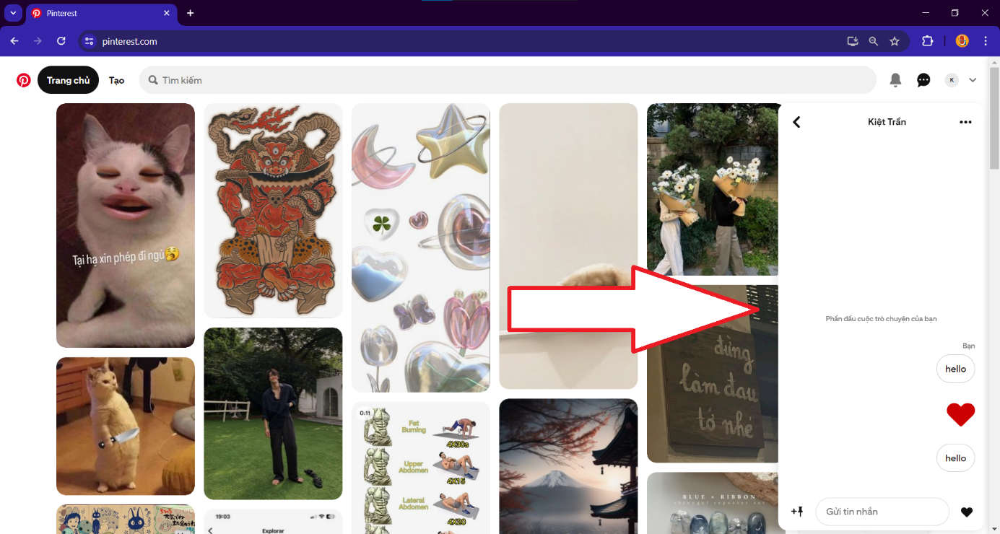 Pinterest
pinterest.com
Trang chủ
Tạo
Tìm kiếm
K
Tại hạ xin phép đi ngủ
0:11
Fat
Burning
4X30s
Upper
Abdomen
4X15
Lateral
Abdomen
4X20
19:03
Explorar
đừng
làm đau
tớ nhé
BLUE × RIBBON
Kiệt Trần
Phần đầu cuộc trò chuyện của bạn
Bạn
hello
hello
Gửi tin nhắn